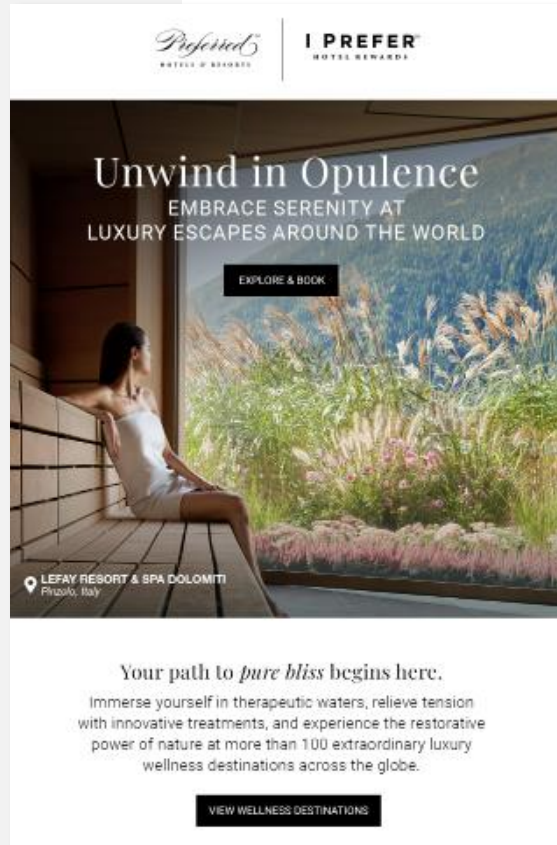 Preferred
HOTELS & RESORTS
I PREFER
HOTEL REWARDS
Unwind in Opulence
EMBRACE SERENITY AT
LUXURY ESCAPES AROUND THE WORLD
EXPLORE & BOOK
LEFAY RESORT & SPA DOLOMITI
Pinzolo, Italy
Your path to pure bliss begins here.
Immerse yourself in therapeutic waters, relieve tension
with innovative treatments, and experience the restorative
power of nature at more than 100 extraordinary luxury
wellness destinations across the globe.
VIEW WELLNESS DESTINATIONS